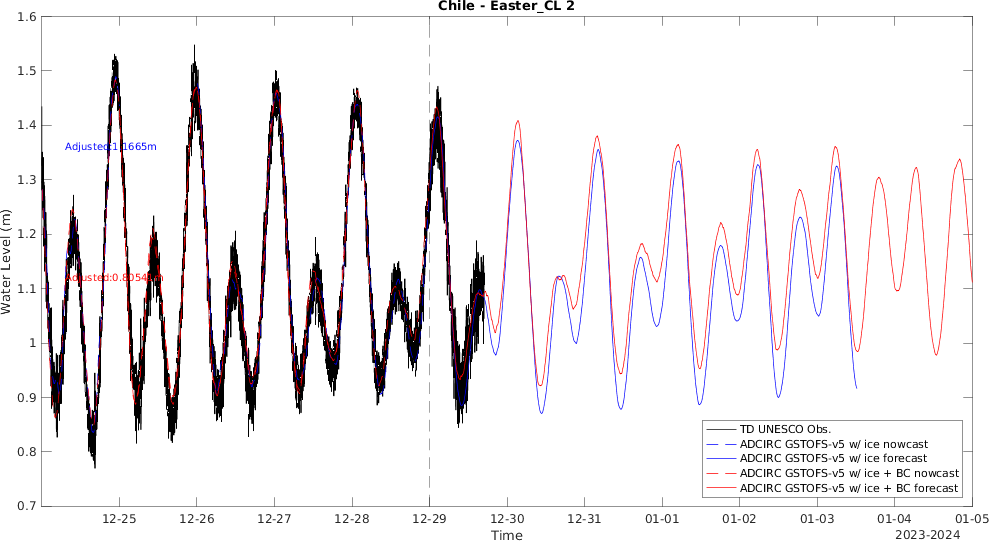 Chile - Easter_CL 2
1.6
1.5
1.4
1.3
1.2
1.1
1
0.9
0.8
0.7
Water Level (m)
Adjusted:1.1665m
TD UNESCO Obs.
ADCIRC GSTOFS-v5 w/ ice nowcast
ADCIRC GSTOFS-v5 w/ ice forecast
ADCIRC GSTOFS-v5 w/ ice + BC nowcast
ADCIRC GSTOFS-v5 w/ ice + BC forecast
12-25
12-26
12-27
12-28
12-29
12-30
12-31
01-01
01-02
01-03
01-04
01-05
Time
2023-2024